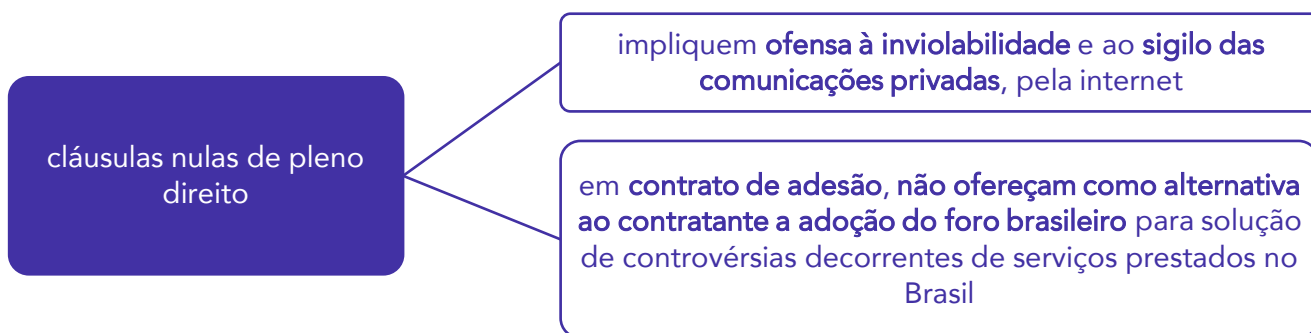 cláusulas nulas de pleno
direito
impliquem ofensa à inviolabilidade e ao sigilo das
comunicações privadas, pela internet
em contrato de adesão, não ofereçam como alternativa
ao contratante a adoção do foro brasileiro para solução
de controvérsias decorrentes de serviços prestados no
Brasil